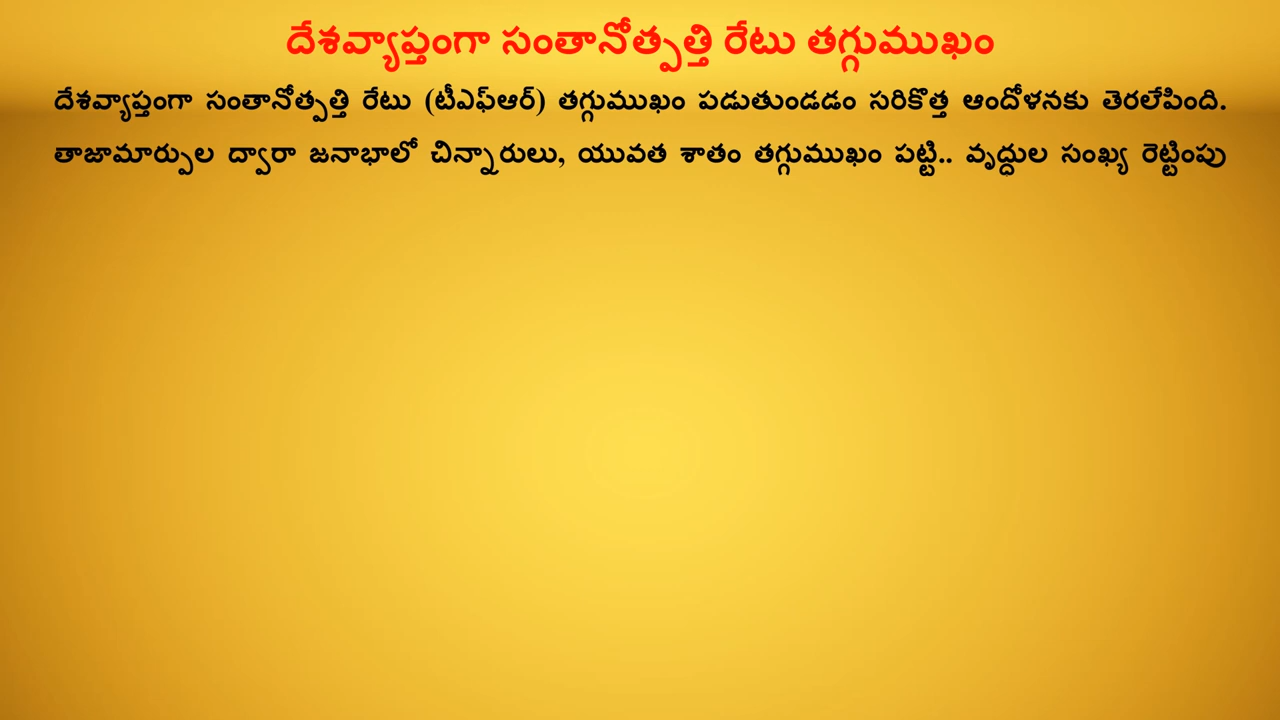 దేశవ్యాప్తంగా సంతానోత్పత్తి రేటు తగ్గుముఖం
దేశవ్యాప్తంగా సంతానోత్పత్తి రేటు (టీఎఫ్ఆర్) తగ్గుముఖం పడుతుండడం సరికొత్త ఆందోళనకు తెరలేపింది.
తాజామార్పుల ద్వారా జనాభాలో చిన్నారులు, యువత శాతం తగ్గుముఖం పట్టి.. వృద్ధుల సంఖ్య రెట్టింపు